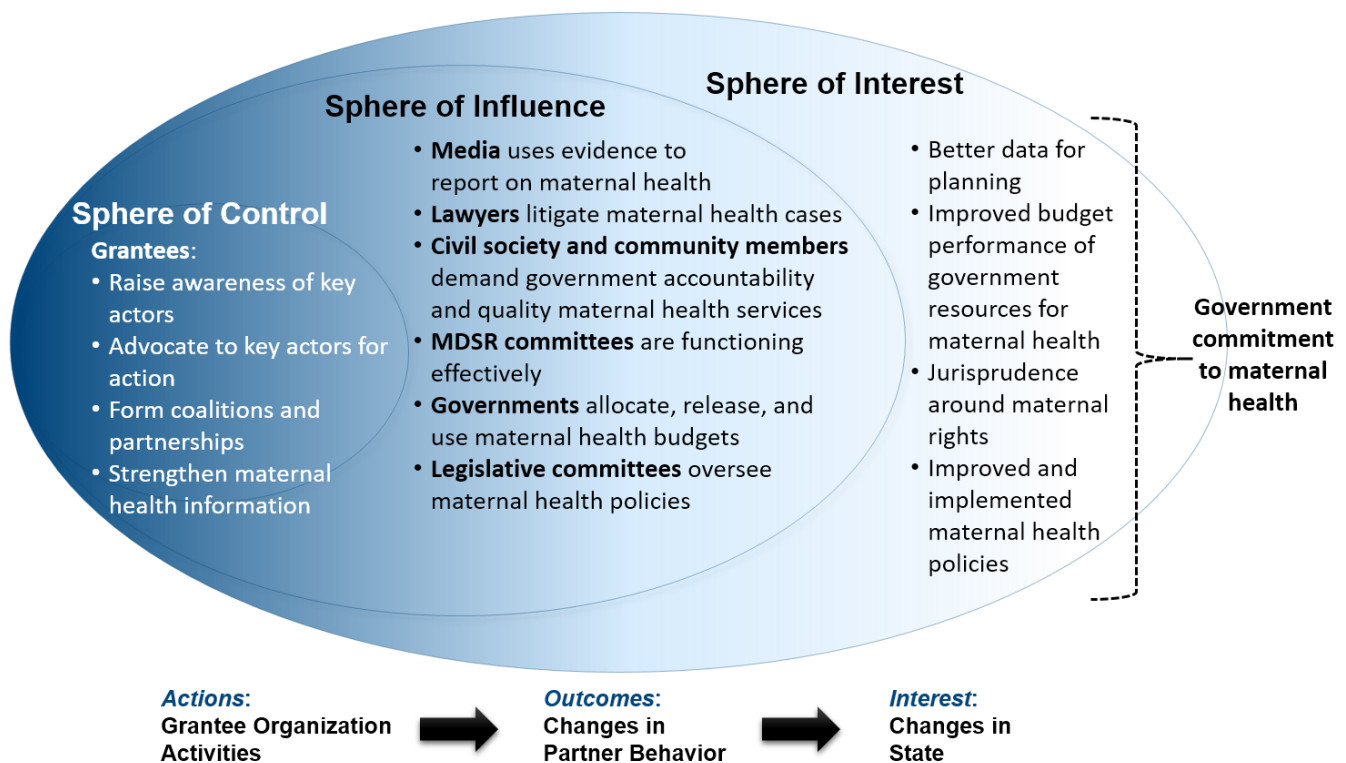 Sphere of Interest
Sphere of Influence
Sphere of Control
Grantees:
• Raise awareness of key
actors
• Advocate to key actors for
action
• Form coalitions and
partnerships
• Strengthen maternal
health information
• Media uses evidence to
report on maternal health
• Lawyers litigate maternal health cases
• Civil society and community members
demand government accountability
and quality maternal health services
• MDSR committees are functioning
effectively
• Governments allocate, release, and
use maternal health budgets
• Legislative committees oversee
maternal health policies
• Better data for
planning
• Improved budget
performance of
government
resources for
maternal health
• Jurisprudence
around maternal
rights
• Improved and
implemented
maternal health
policies
Government
commitment
to maternal
health
Actions:
Grantee Organization
Activities
Outcomes:
Changes in
Partner Behavior
Interest:
Changes in
State